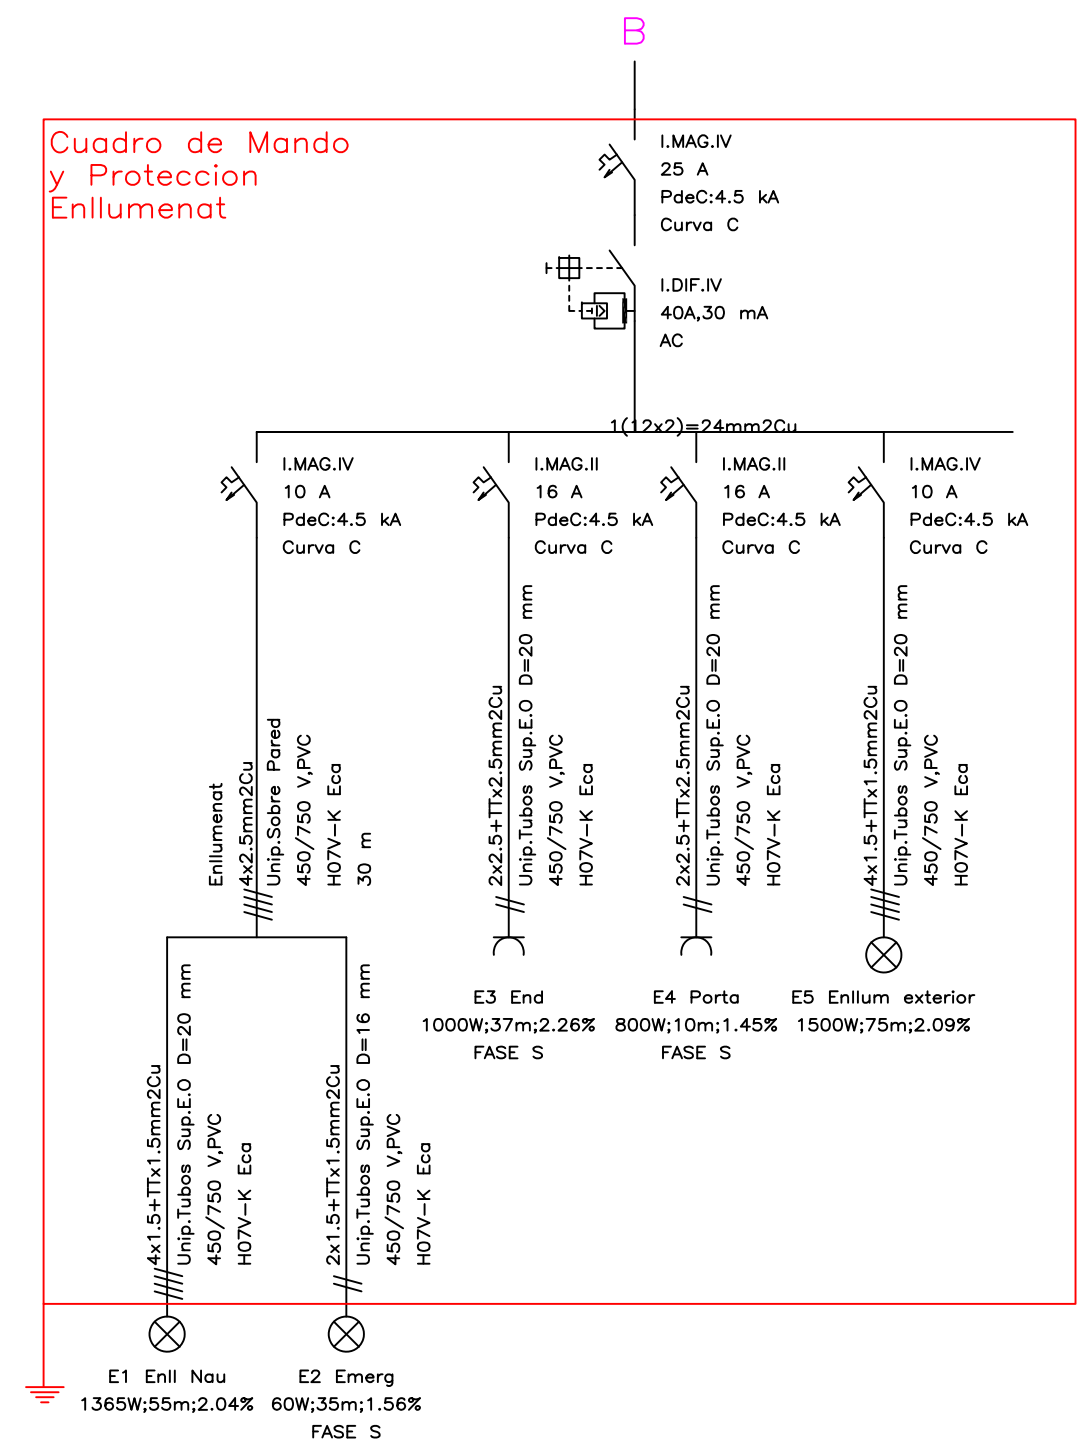 B
Cuadro de Mando
y Proteccion
Enllumenat
I.MAG.IV
25 A
PdeC:4.5 kA
Curva C
I.DIF.IV
40A,30 mA
AC
1(12x2)=24mm2Cu
I.MAG.IV
10 A
PdeC:4.5 kA
Curva C
I.MAG.II
16 A
PdeC:4.5 kA
Curva C
I.MAG.II
16 A
PdeC:4.5 kA
Curva C
I.MAG.IV
10 A
PdeC:4.5 kA
Curva C
Enllumenat
4x2.5mm2Cu
Unip.Sobre Pared
450/750 V,PVC
H07V-K Eca
30 m
2x2.5+TTx2.5mm2Cu
Unip.Tubos Sup.E.O D=20 mm
450/750 V,PVC
H07V-K Eca
2x2.5+TTx2.5mm2Cu
Unip.Tubos Sup.E.O D=20 mm
450/750 V,PVC
H07V-K Eca
4x1.5+TTx1.5mm2Cu
Unip.Tubos Sup.E.O D=20 mm
450/750 V,PVC
H07V-K Eca
E3 End
1000W;37m;2.26%
FASE S
E4 Porta
800W;10m;1.45%
FASE S
E5 Enllum exterior
1500W;75m;2.09%
4x1.5+TTx1.5mm2Cu
Unip.Tubos Sup.E.O D=20 mm
450/750 V,PVC
H07V-K Eca
2x1.5+TTx1.5mm2Cu
Unip.Tubos Sup.E.O D=16 mm
450/750 V,PVC
H07V-K Eca
E1 Enll Nau
1365W;55m;2.04%
E2 Emerg
60W;35m;1.56%
FASE S